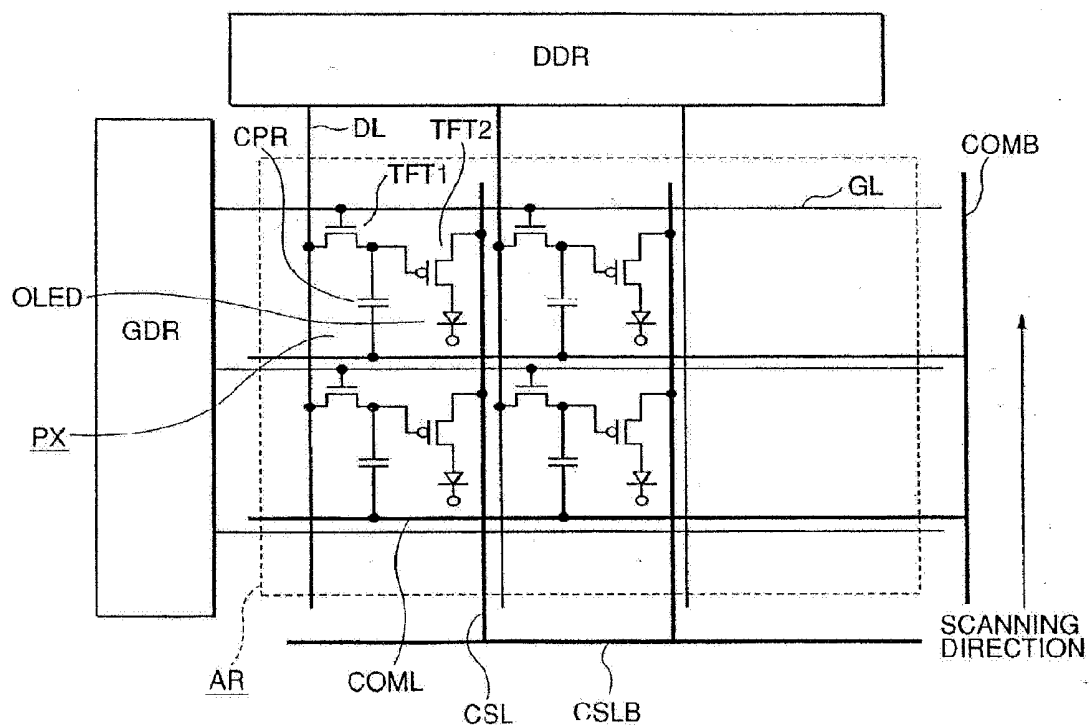 DDR
DL
TFT2
CPR
COMB
TFT1
GL
OLED
GDR
PX
SCANNING
DIRECTION
AR
COML
CSL
CSLB